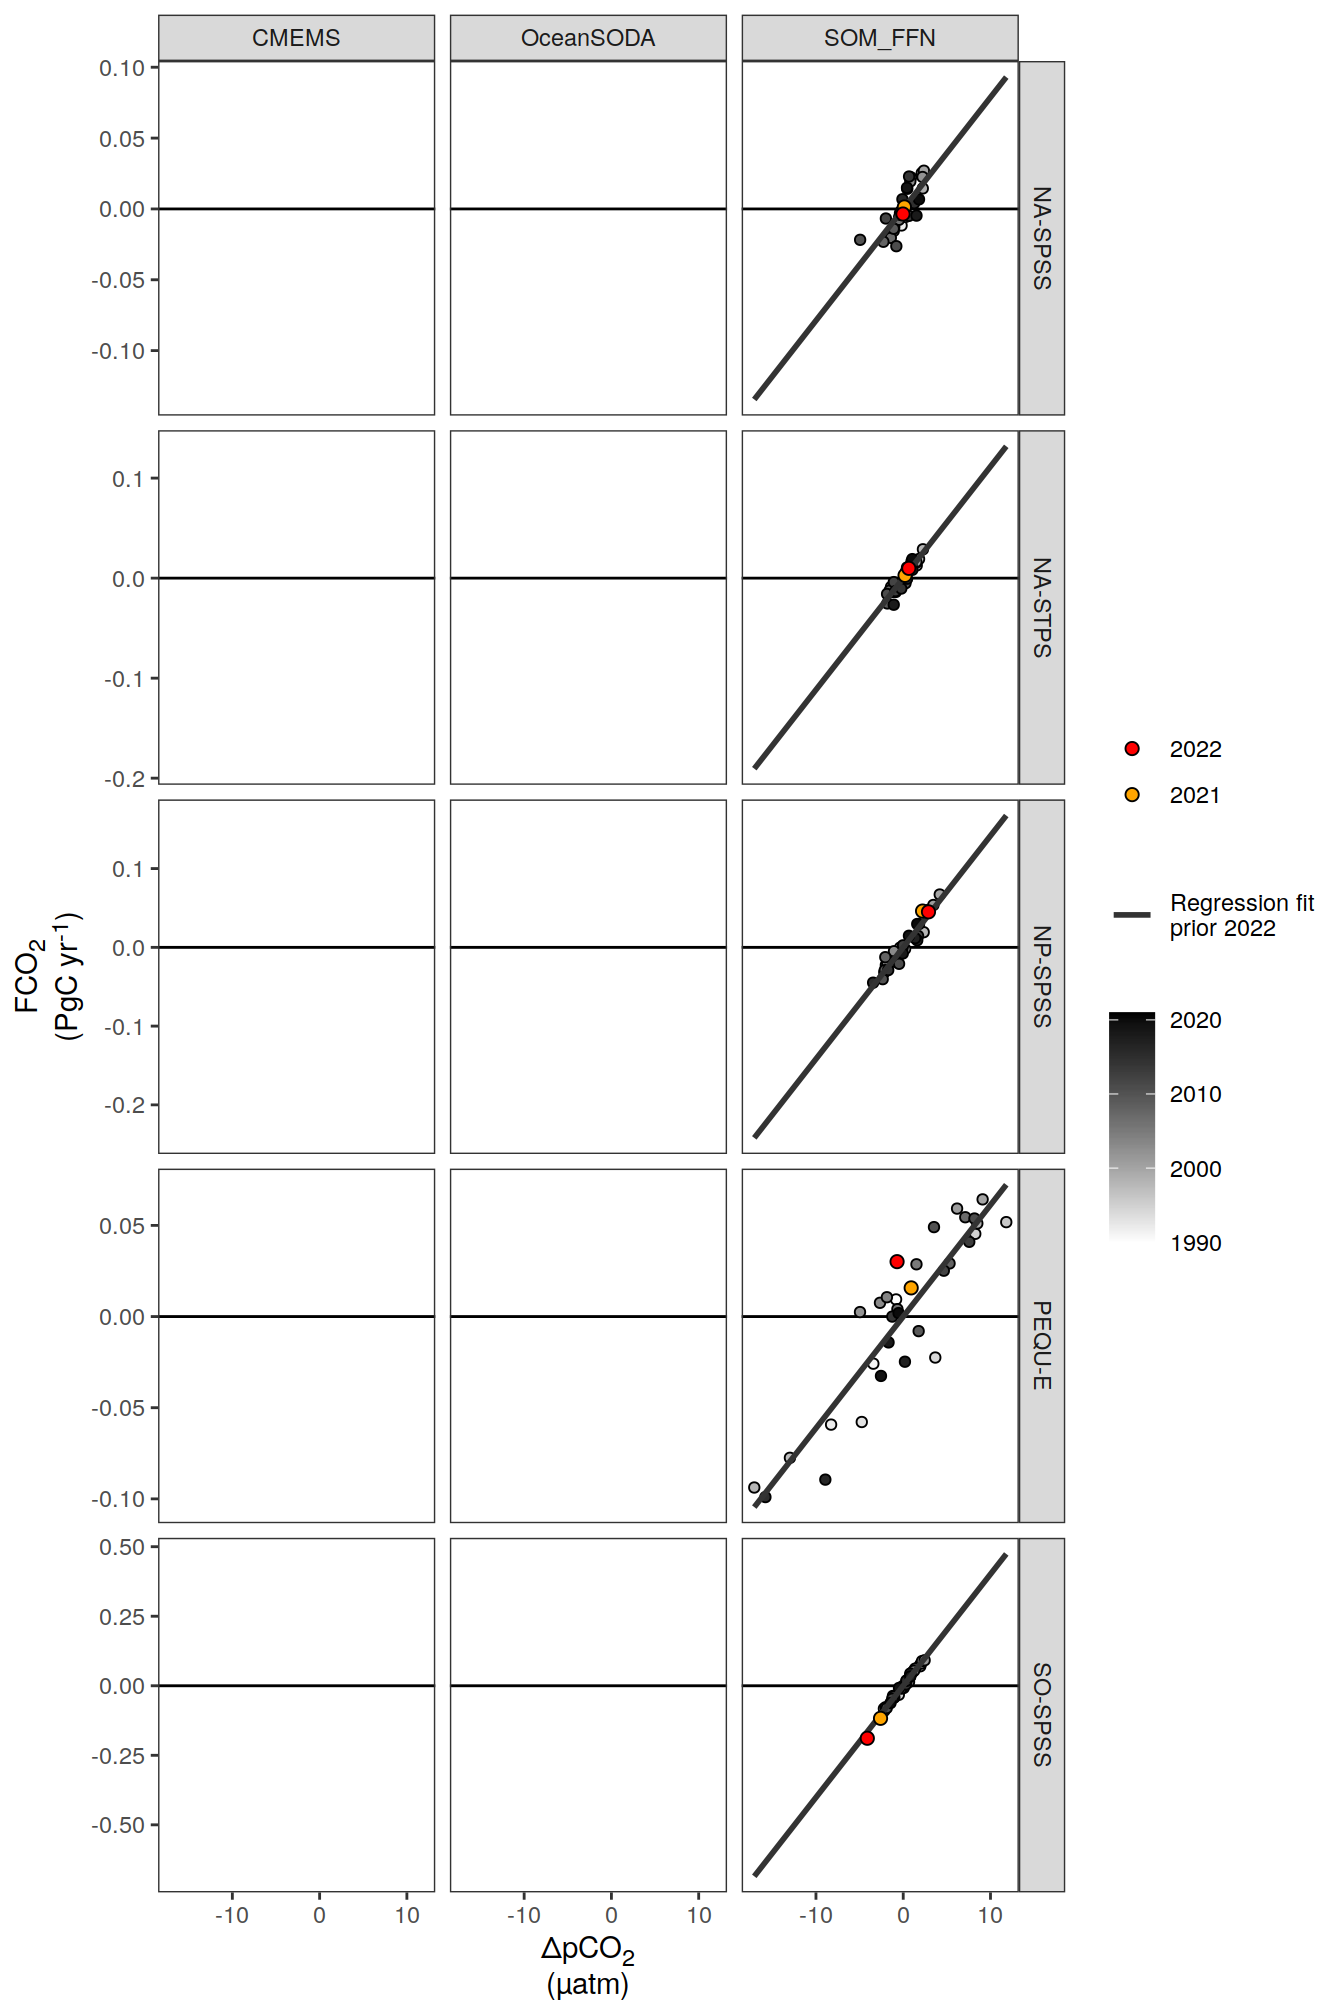 CMEMS
OceanSODA
SOM_FFN
0.10
0.05
0.00
-0.05
-0.10
NA-SPSS
0.1
0.0
-0.1
-0.2
NA-STPS
0.1
0.0
-0.1
-0.2
NP-SPSS
0.05
0.00
-0.05
-0.10
PEQU-E
0.50
0.25
0.00
-0.25
-0.50
SO-SPSS
-10 0 10
-10 0 10
-10 0 10
ΔpCO₂
(µatm)
FCO₂
(PgC yr⁻¹)
2022
2021
Regression fit
prior 2022
2020
2010
2000
1990